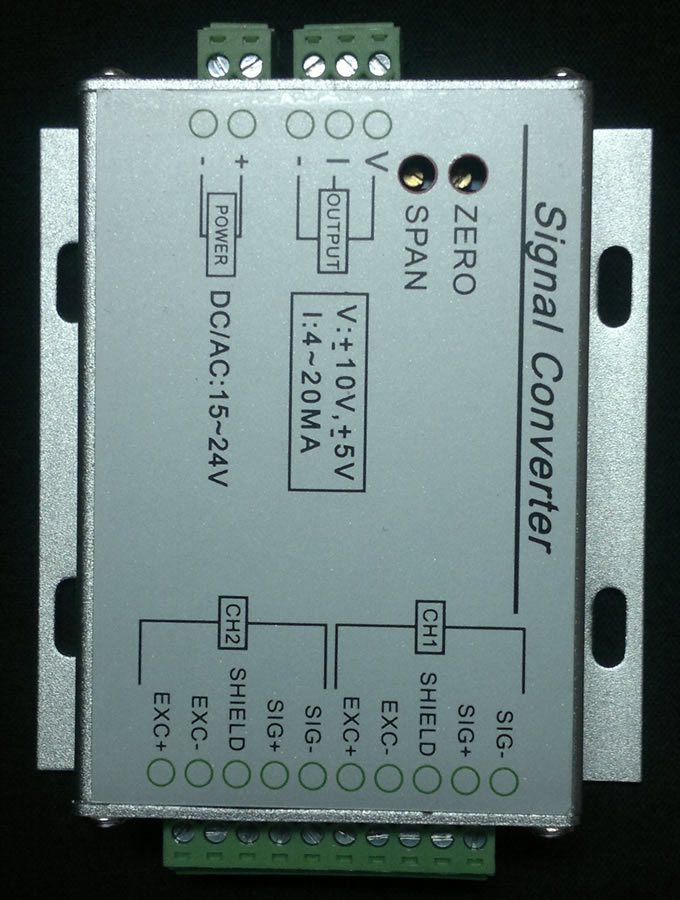 Signal Converter
ZERO
SPAN
V
I
-
OUTPUT
V:±10V,±5V
I:4~20MA
+
-
POWER
DC/AC:15~24V
CH1
SIG-
SIG+
SHIELD
EXC-
EXC+
CH2
SIG-
SIG+
SHIELD
EXC-
EXC+